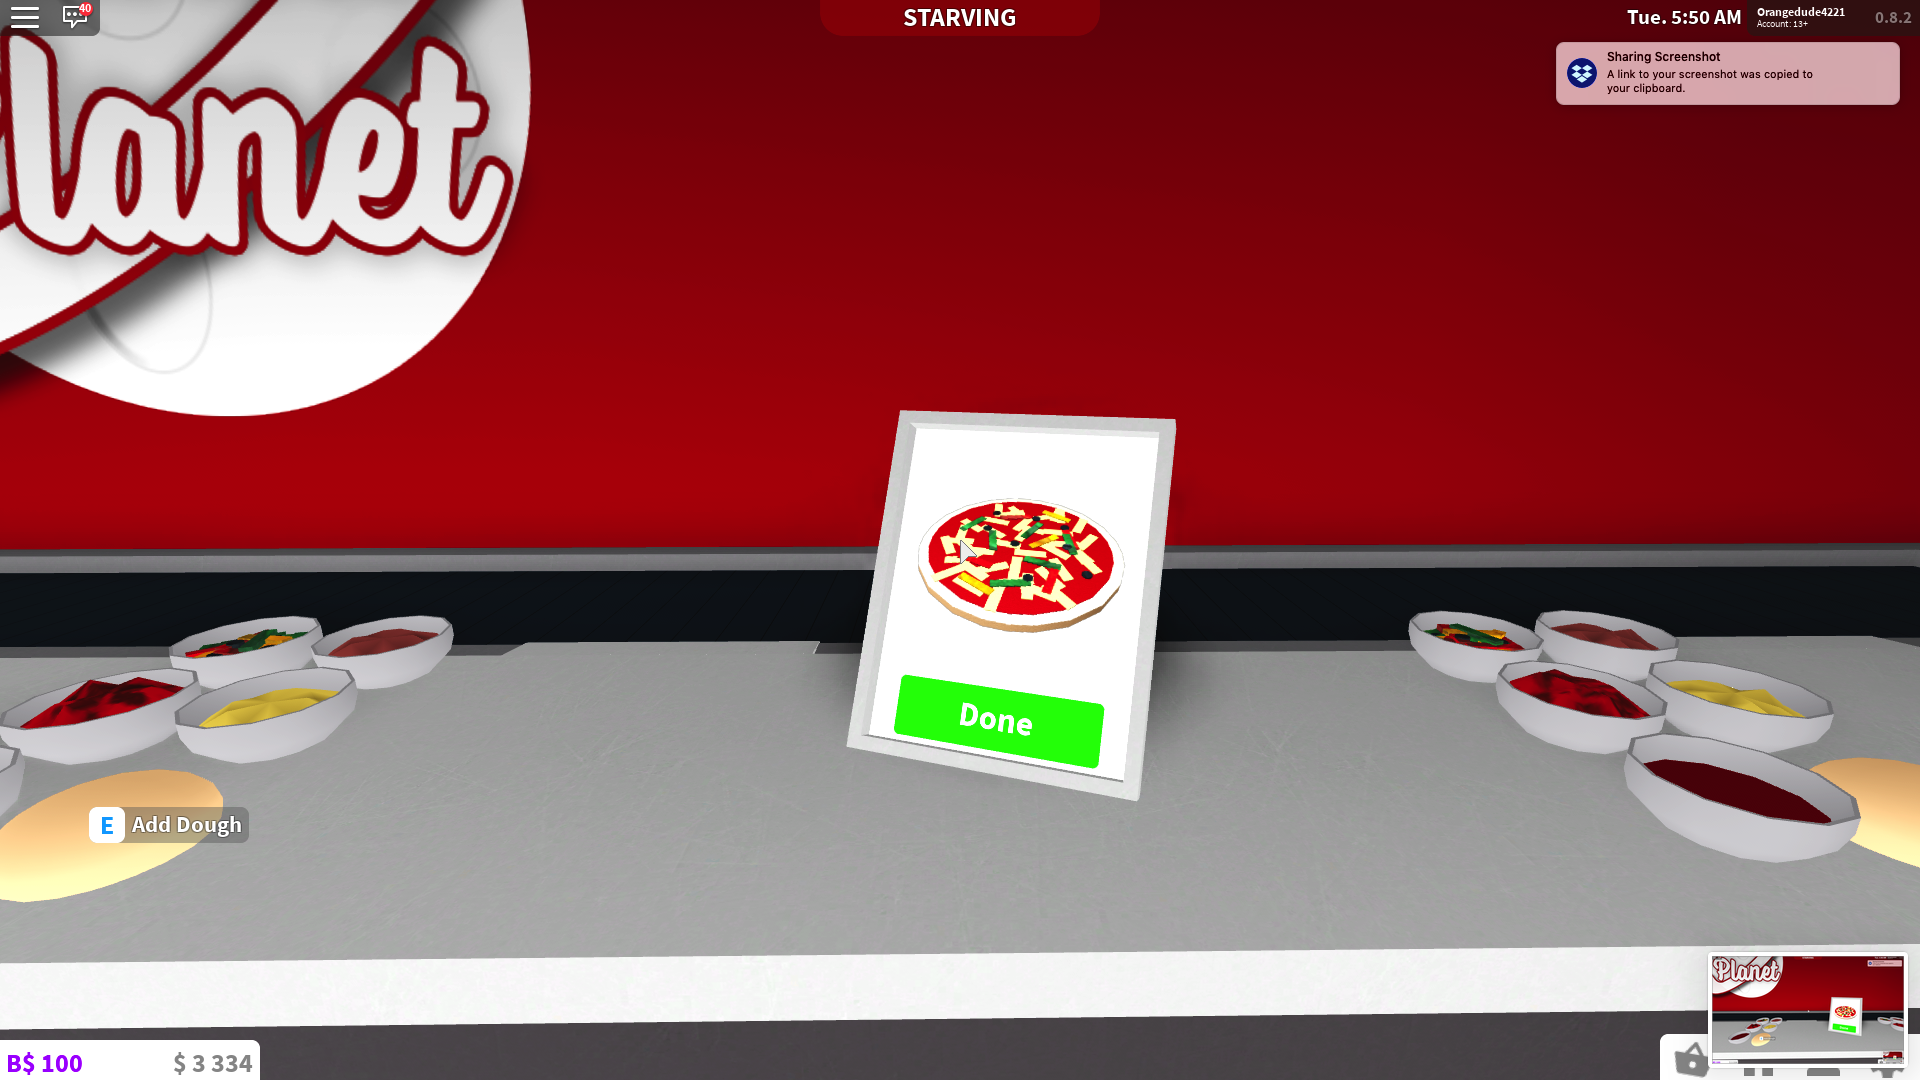 40
STARVING
Tue. 5:50 AM
Orangedude4221
Account: 13+
0.8.2
Sharing Screenshot
A link to your screenshot was copied to
your clipboard.
lanet
Done
E Add Dough
Planet
B$ 100
$ 3 334